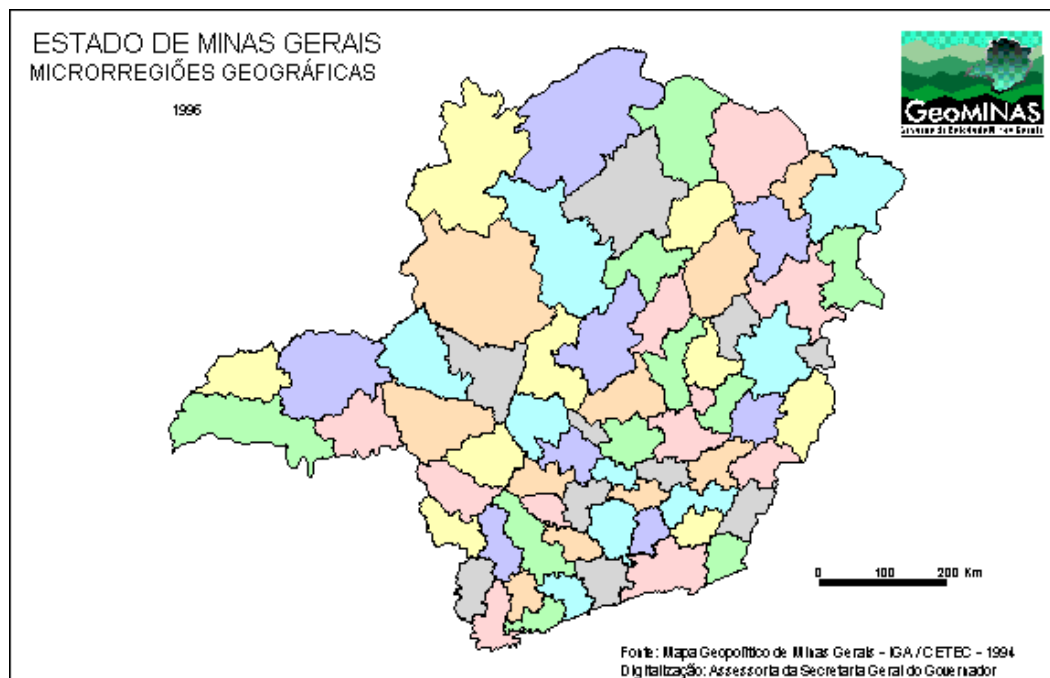 ESTADO DE MINAS GERAIS
MICRORREGIÕES GEOGRÁFICAS
1996
GeoMINAS
0 100 200 Km
Fonte: Mapa Geopolítico de Minas Gerais - IGA / CETEC - 1994
Digitalização: Assessoria da Secretaria Geral do Governador